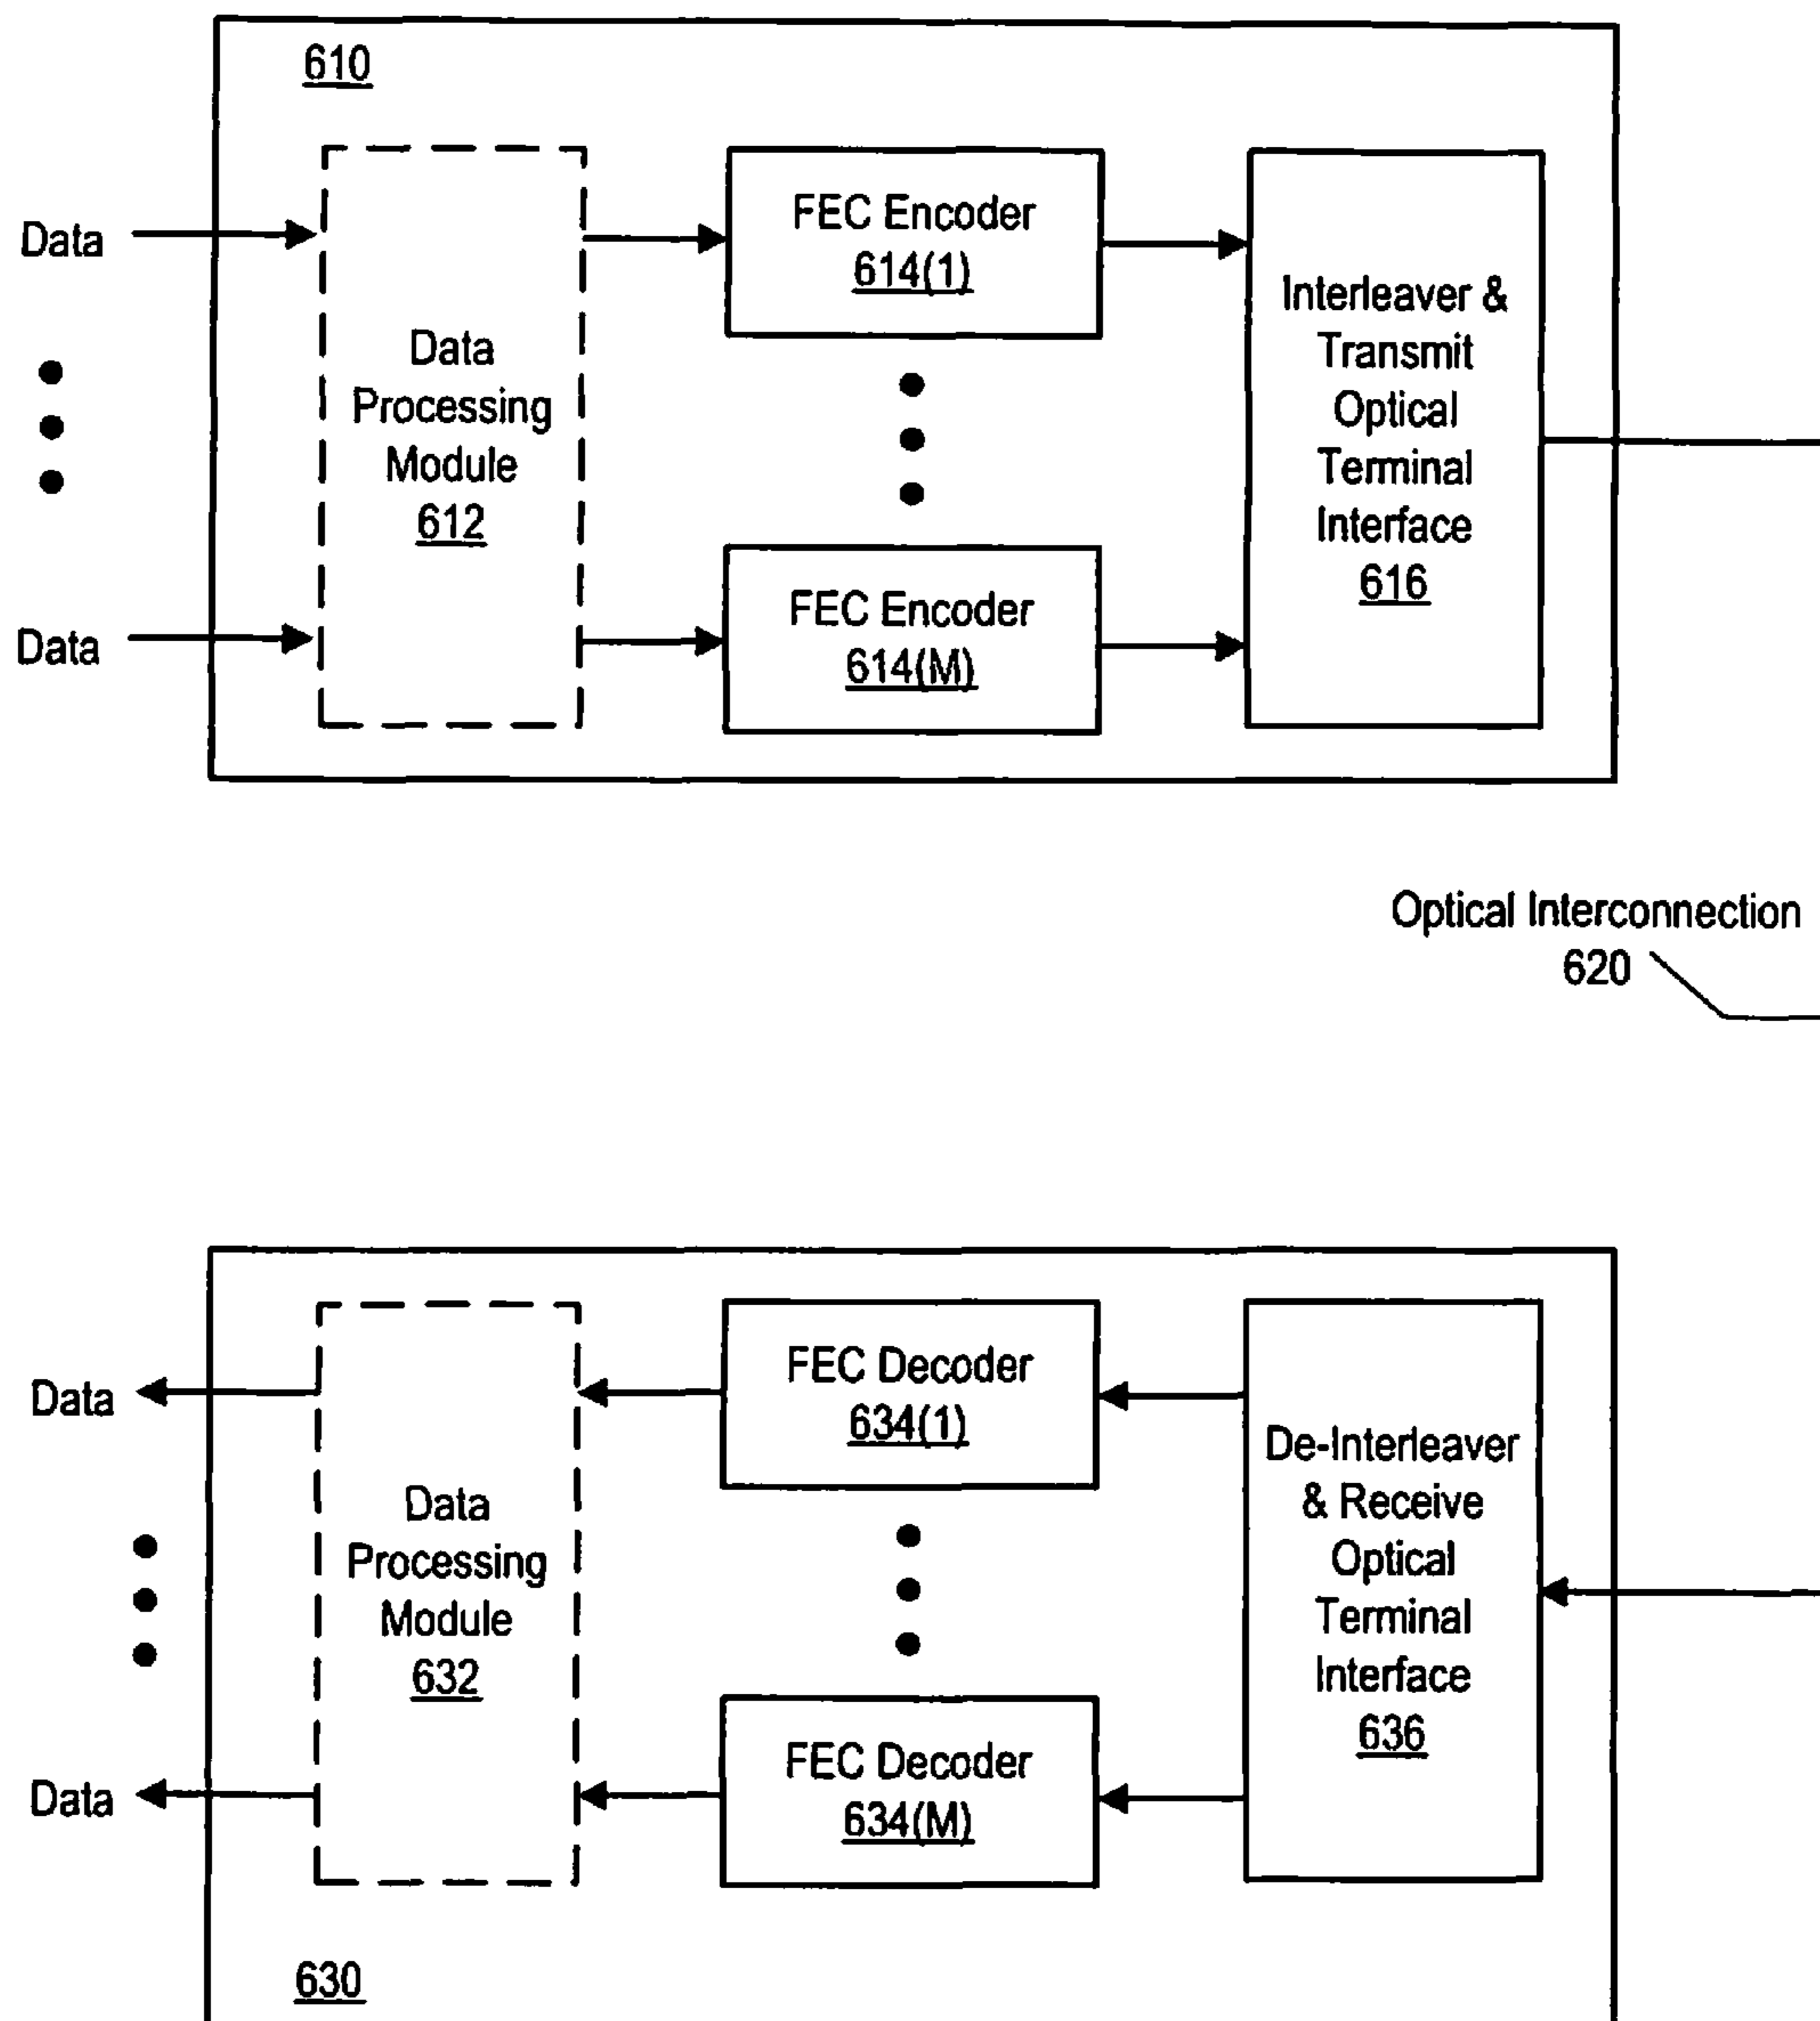 610
Data
Data
Data
Processing
Module
612
FEC Encoder
614(1)
FEC Encoder
614(M)
Interleaver &
Transmit
Optical
Terminal
Interface
616
Optical Interconnection
620
Data
Data
Data
Processing
Module
632
FEC Decoder
634(1)
FEC Decoder
634(M)
De-Interleaver
& Receive
Optical
Terminal
Interface
636
630